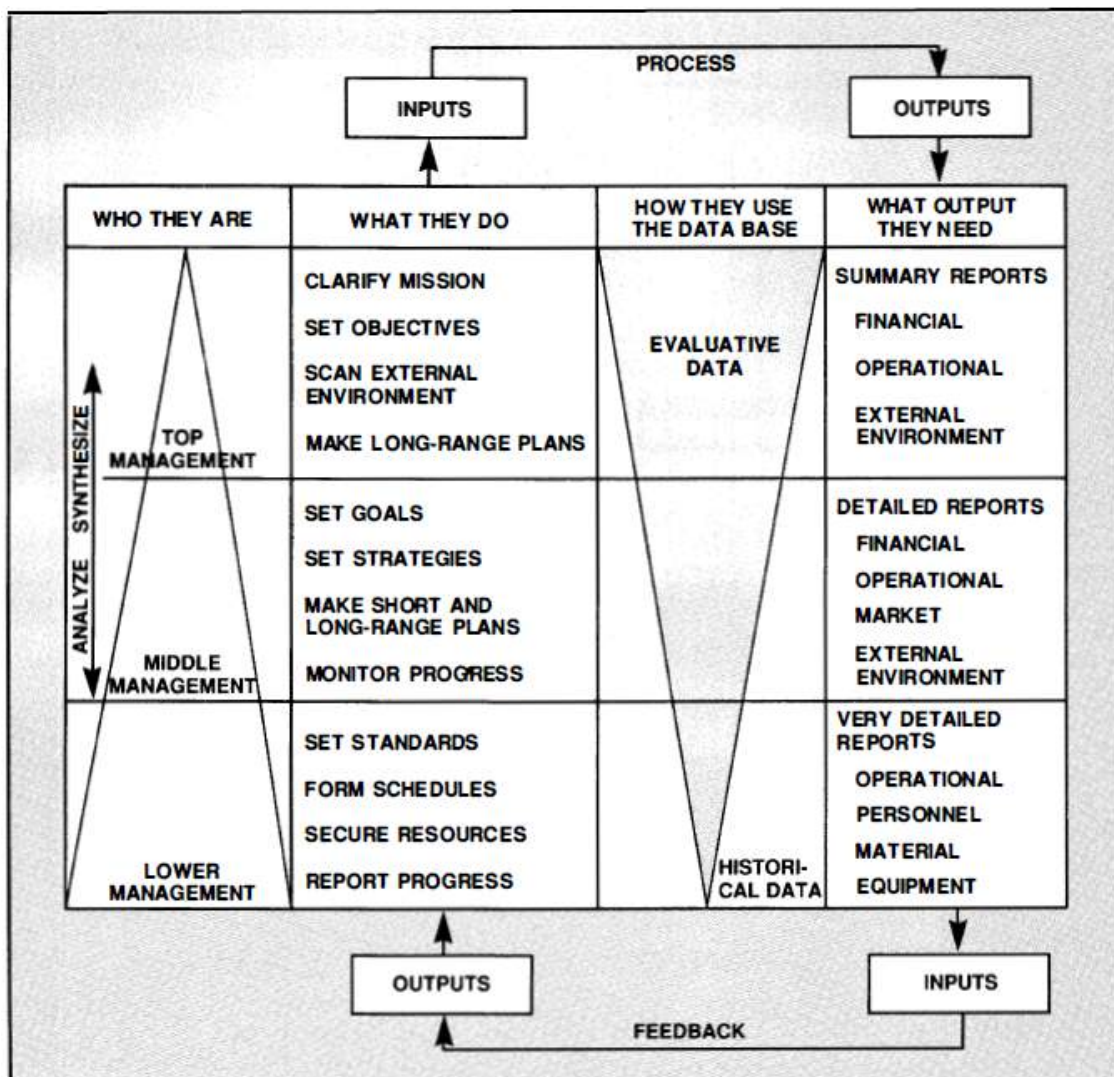 PROCESS
INPUTS
OUTPUTS
WHO THEY ARE
WHAT THEY DO
HOW THEY USE
THE DATA BASE
WHAT OUTPUT
THEY NEED
ANALYZE SYNTHESIZE
TOP
MANAGEMENT
CLARIFY MISSION
SET OBJECTIVES
SCAN EXTERNAL
ENVIRONMENT
MAKE LONG-RANGE PLANS
EVALUATIVE
DATA
SUMMARY REPORTS
FINANCIAL
OPERATIONAL
EXTERNAL
ENVIRONMENT
MIDDLE
MANAGEMENT
SET GOALS
SET STRATEGIES
MAKE SHORT AND
LONG-RANGE PLANS
MONITOR PROGRESS
DETAILED REPORTS
FINANCIAL
OPERATIONAL
MARKET
EXTERNAL
ENVIRONMENT
LOWER
MANAGEMENT
SET STANDARDS
FORM SCHEDULES
SECURE RESOURCES
REPORT PROGRESS
HISTORI-
CAL DATA
VERY DETAILED
REPORTS
OPERATIONAL
PERSONNEL
MATERIAL
EQUIPMENT
OUTPUTS
INPUTS
FEEDBACK